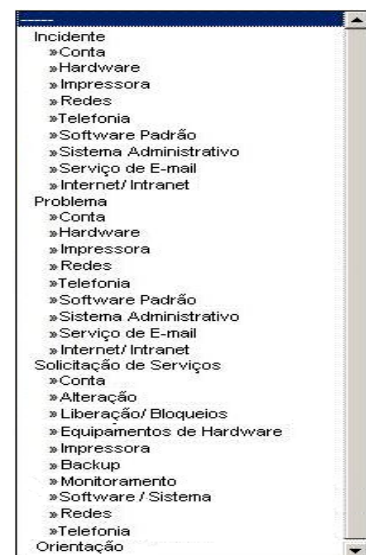 -----
Incidente
»Conta
»Hardware
»Impressora
»Redes
»Telefonia
»Software Padrão
»Sistema Administrativo
»Serviço de E-mail
»Internet/ Intranet
Problema
»Conta
»Hardware
»Impressora
»Redes
»Telefonia
»Software Padrão
»Sistema Administrativo
»Serviço de E-mail
»Internet/ Intranet
Solicitação de Serviços
»Conta
»Alteração
»Liberação/ Bloqueios
»Equipamentos de Hardware
»Impressora
»Backup
»Monitoramento
»Software / Sistema
»Redes
»Telefonia
Orientação